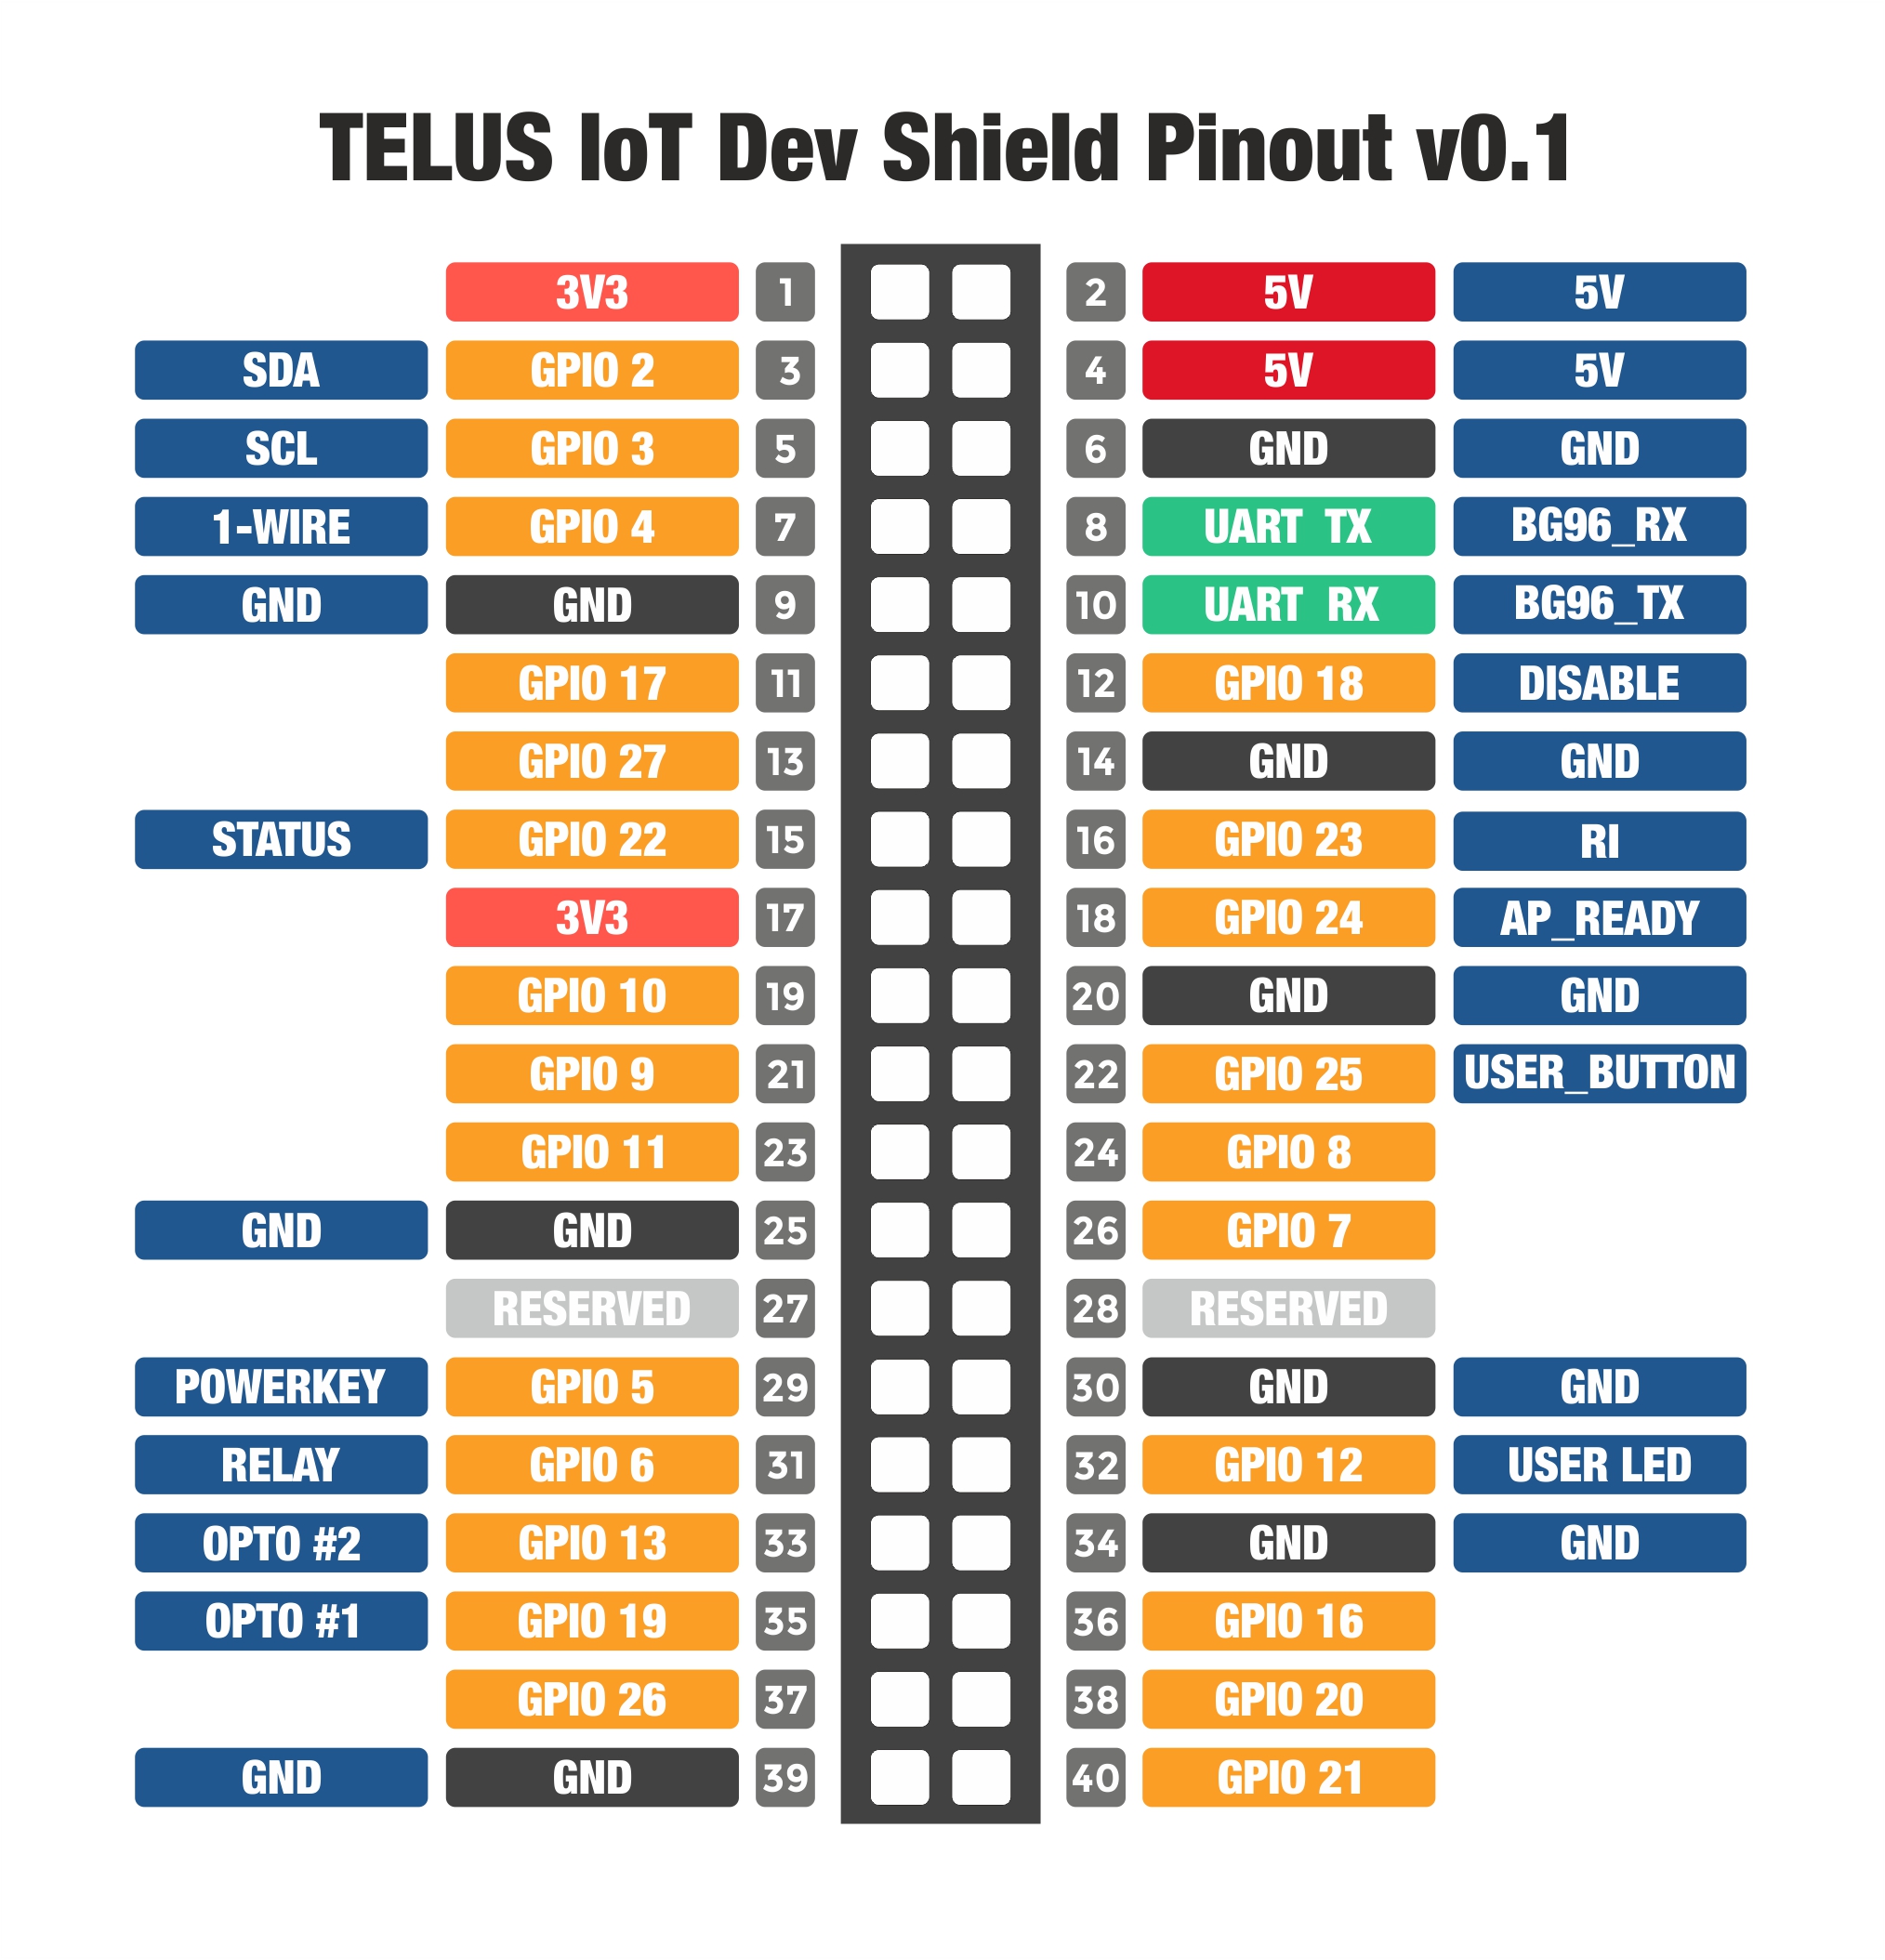 TELUS IoT Dev Shield Pinout v0.1
3V3 1 2 5V 5V
SDA GPIO 2 3 4 5V 5V
SCL GPIO 3 5 6 GND GND
1-WIRE GPIO 4 7 8 UART TX BG96_RX
GND GND 9 10 UART RX BG96_TX
GPIO 17 11 12 GPIO 18 DISABLE
GPIO 27 13 14 GND GND
STATUS GPIO 22 15 16 GPIO 23 RI
3V3 17 18 GPIO 24 AP_READY
GPIO 10 19 20 GND GND
GPIO 9 21 22 GPIO 25 USER_BUTTON
GPIO 11 23 24 GPIO 8
GND GND 25 26 GPIO 7
RESERVED 27 28 RESERVED
POWERKEY GPIO 5 29 30 GND GND
RELAY GPIO 6 31 32 GPIO 12 USER LED
OPTO #2 GPIO 13 33 34 GND GND
OPTO #1 GPIO 19 35 36 GPIO 16
GPIO 26 37 38 GPIO 20
GND GND 39 40 GPIO 21